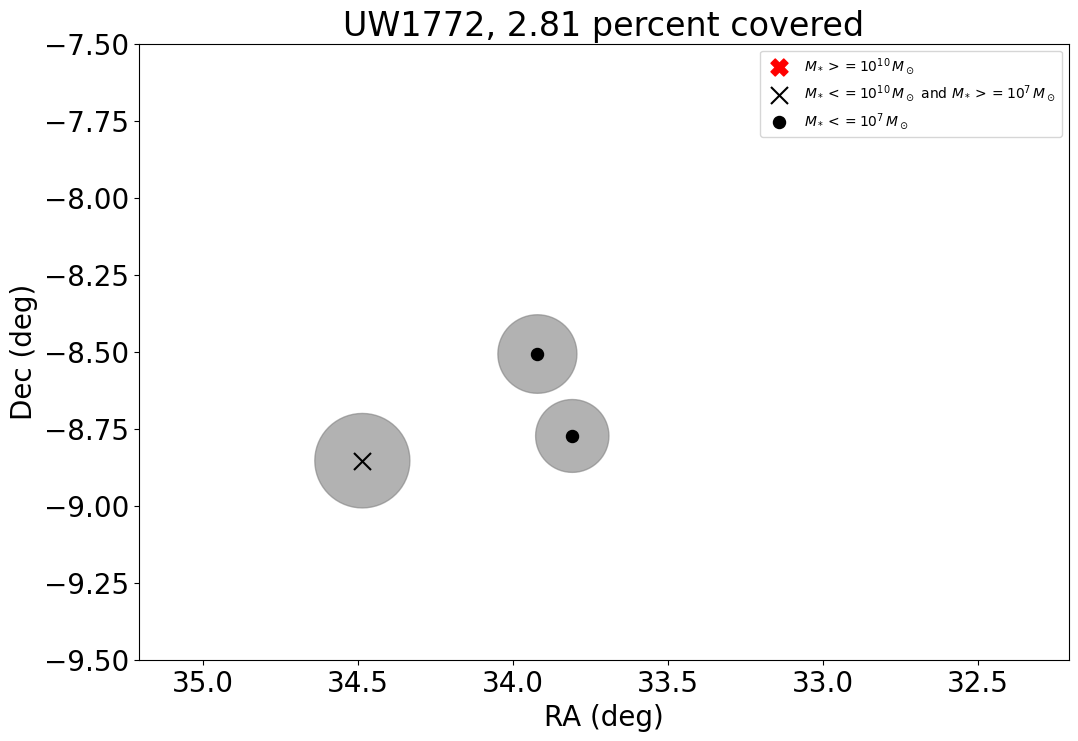 UW1772, 2.81 percent covered
M* >= 10^10 M⊙
M* <= 10^10 M⊙ and M* >= 10^7 M⊙
M* <= 10^7 M⊙
−7.50
−7.75
−8.00
−8.25
−8.50
−8.75
−9.00
−9.25
−9.50
Dec (deg)
35.0 34.5 34.0 33.5 33.0 32.5
RA (deg)